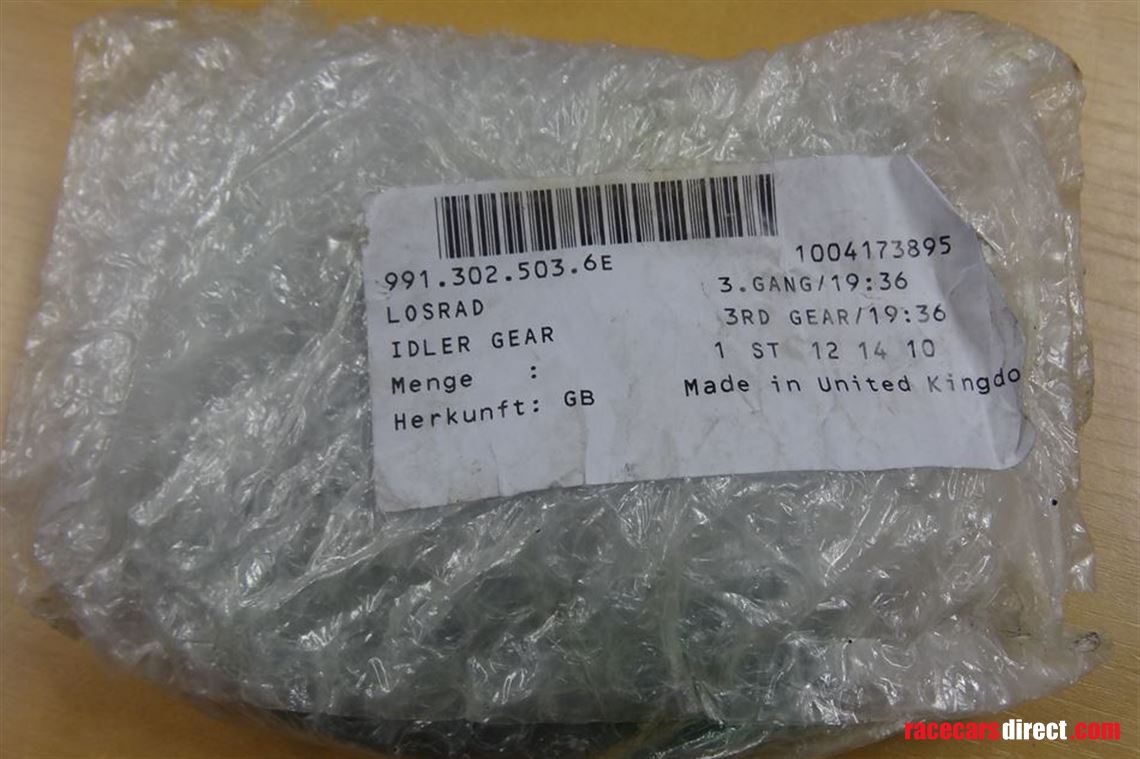 991.302.503.6E 1004173895
LOSRAD 3.GANG/19:36
IDLER GEAR 3RD GEAR/19:36
Menge : 1 ST 12 14 10
Herkunft: GB Made in United Kingdo
racecarsdirect.com